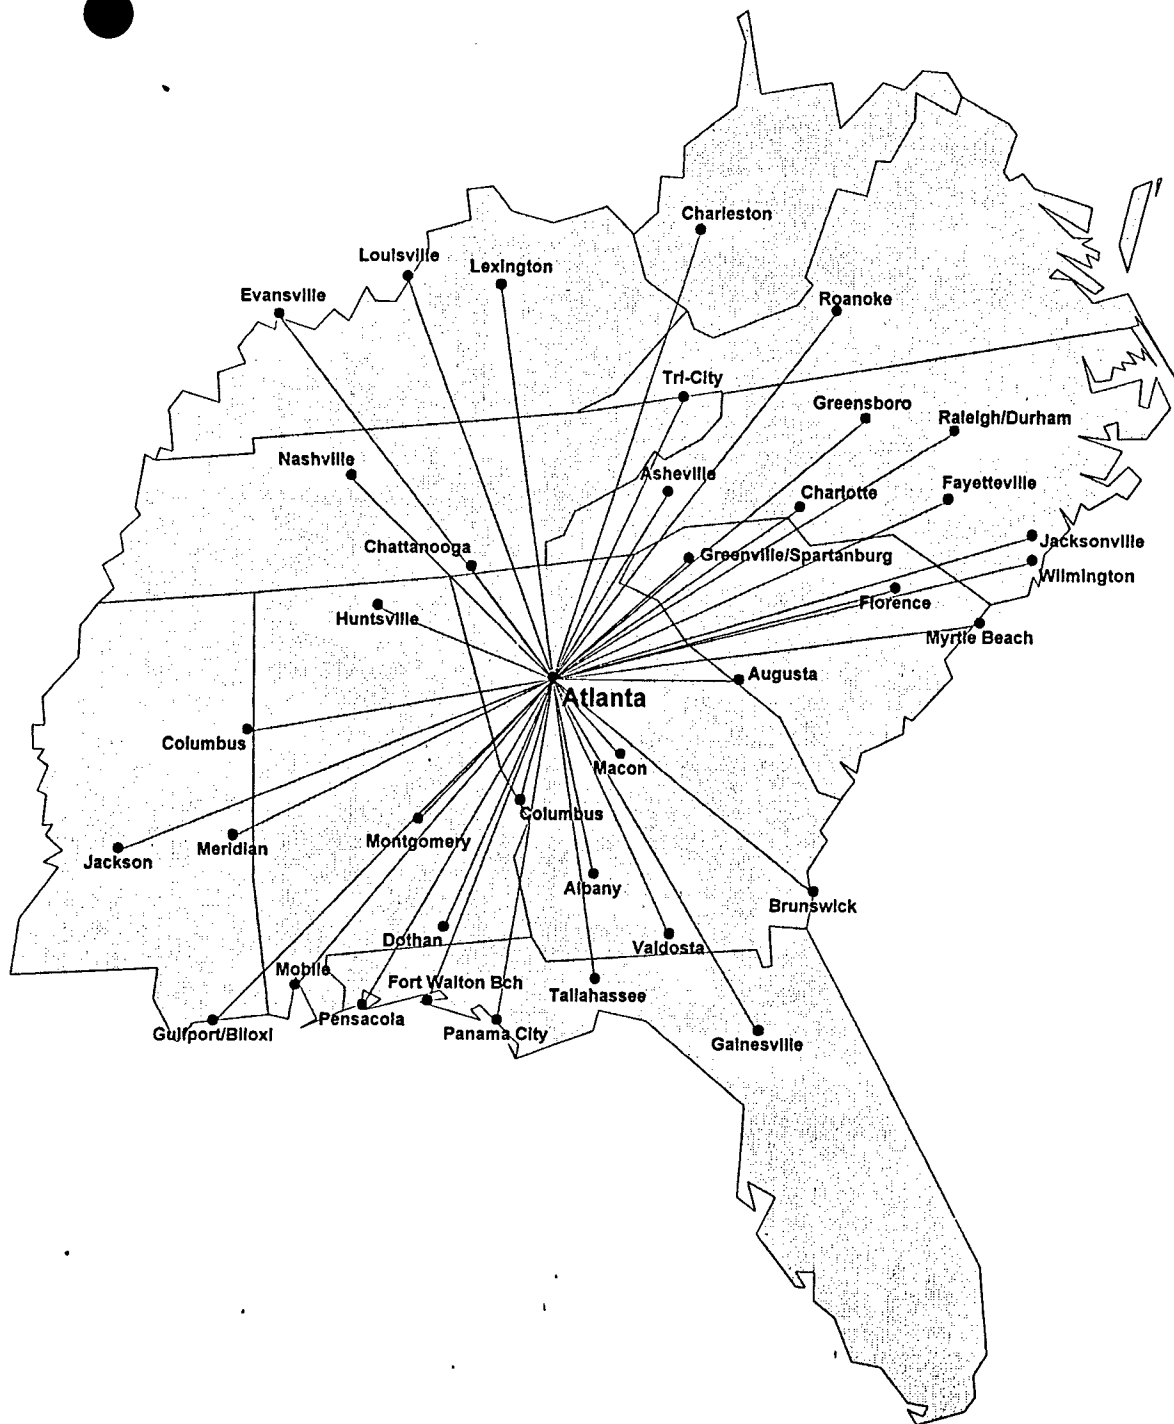 Charleston
Louisville
Lexington
Evansville
Roanoke
Tri-City
Greensboro
Raleigh/Durham
Nashville
Asheville
Charlotte
Fayetteville
Chattanooga
Greenville/Spartanburg
Jacksonville
Wilmington
Florence
Huntsville
Myrtle Beach
Augusta
Atlanta
Columbus
Macon
Columbus
Montgomery
Meridian
Jackson
Albany
Brunswick
Dothan
Valdosta
Mobile
Fort Walton Bch
Tallahassee
Pensacola
Gulfport/Biloxi
Panama City
Gainesville